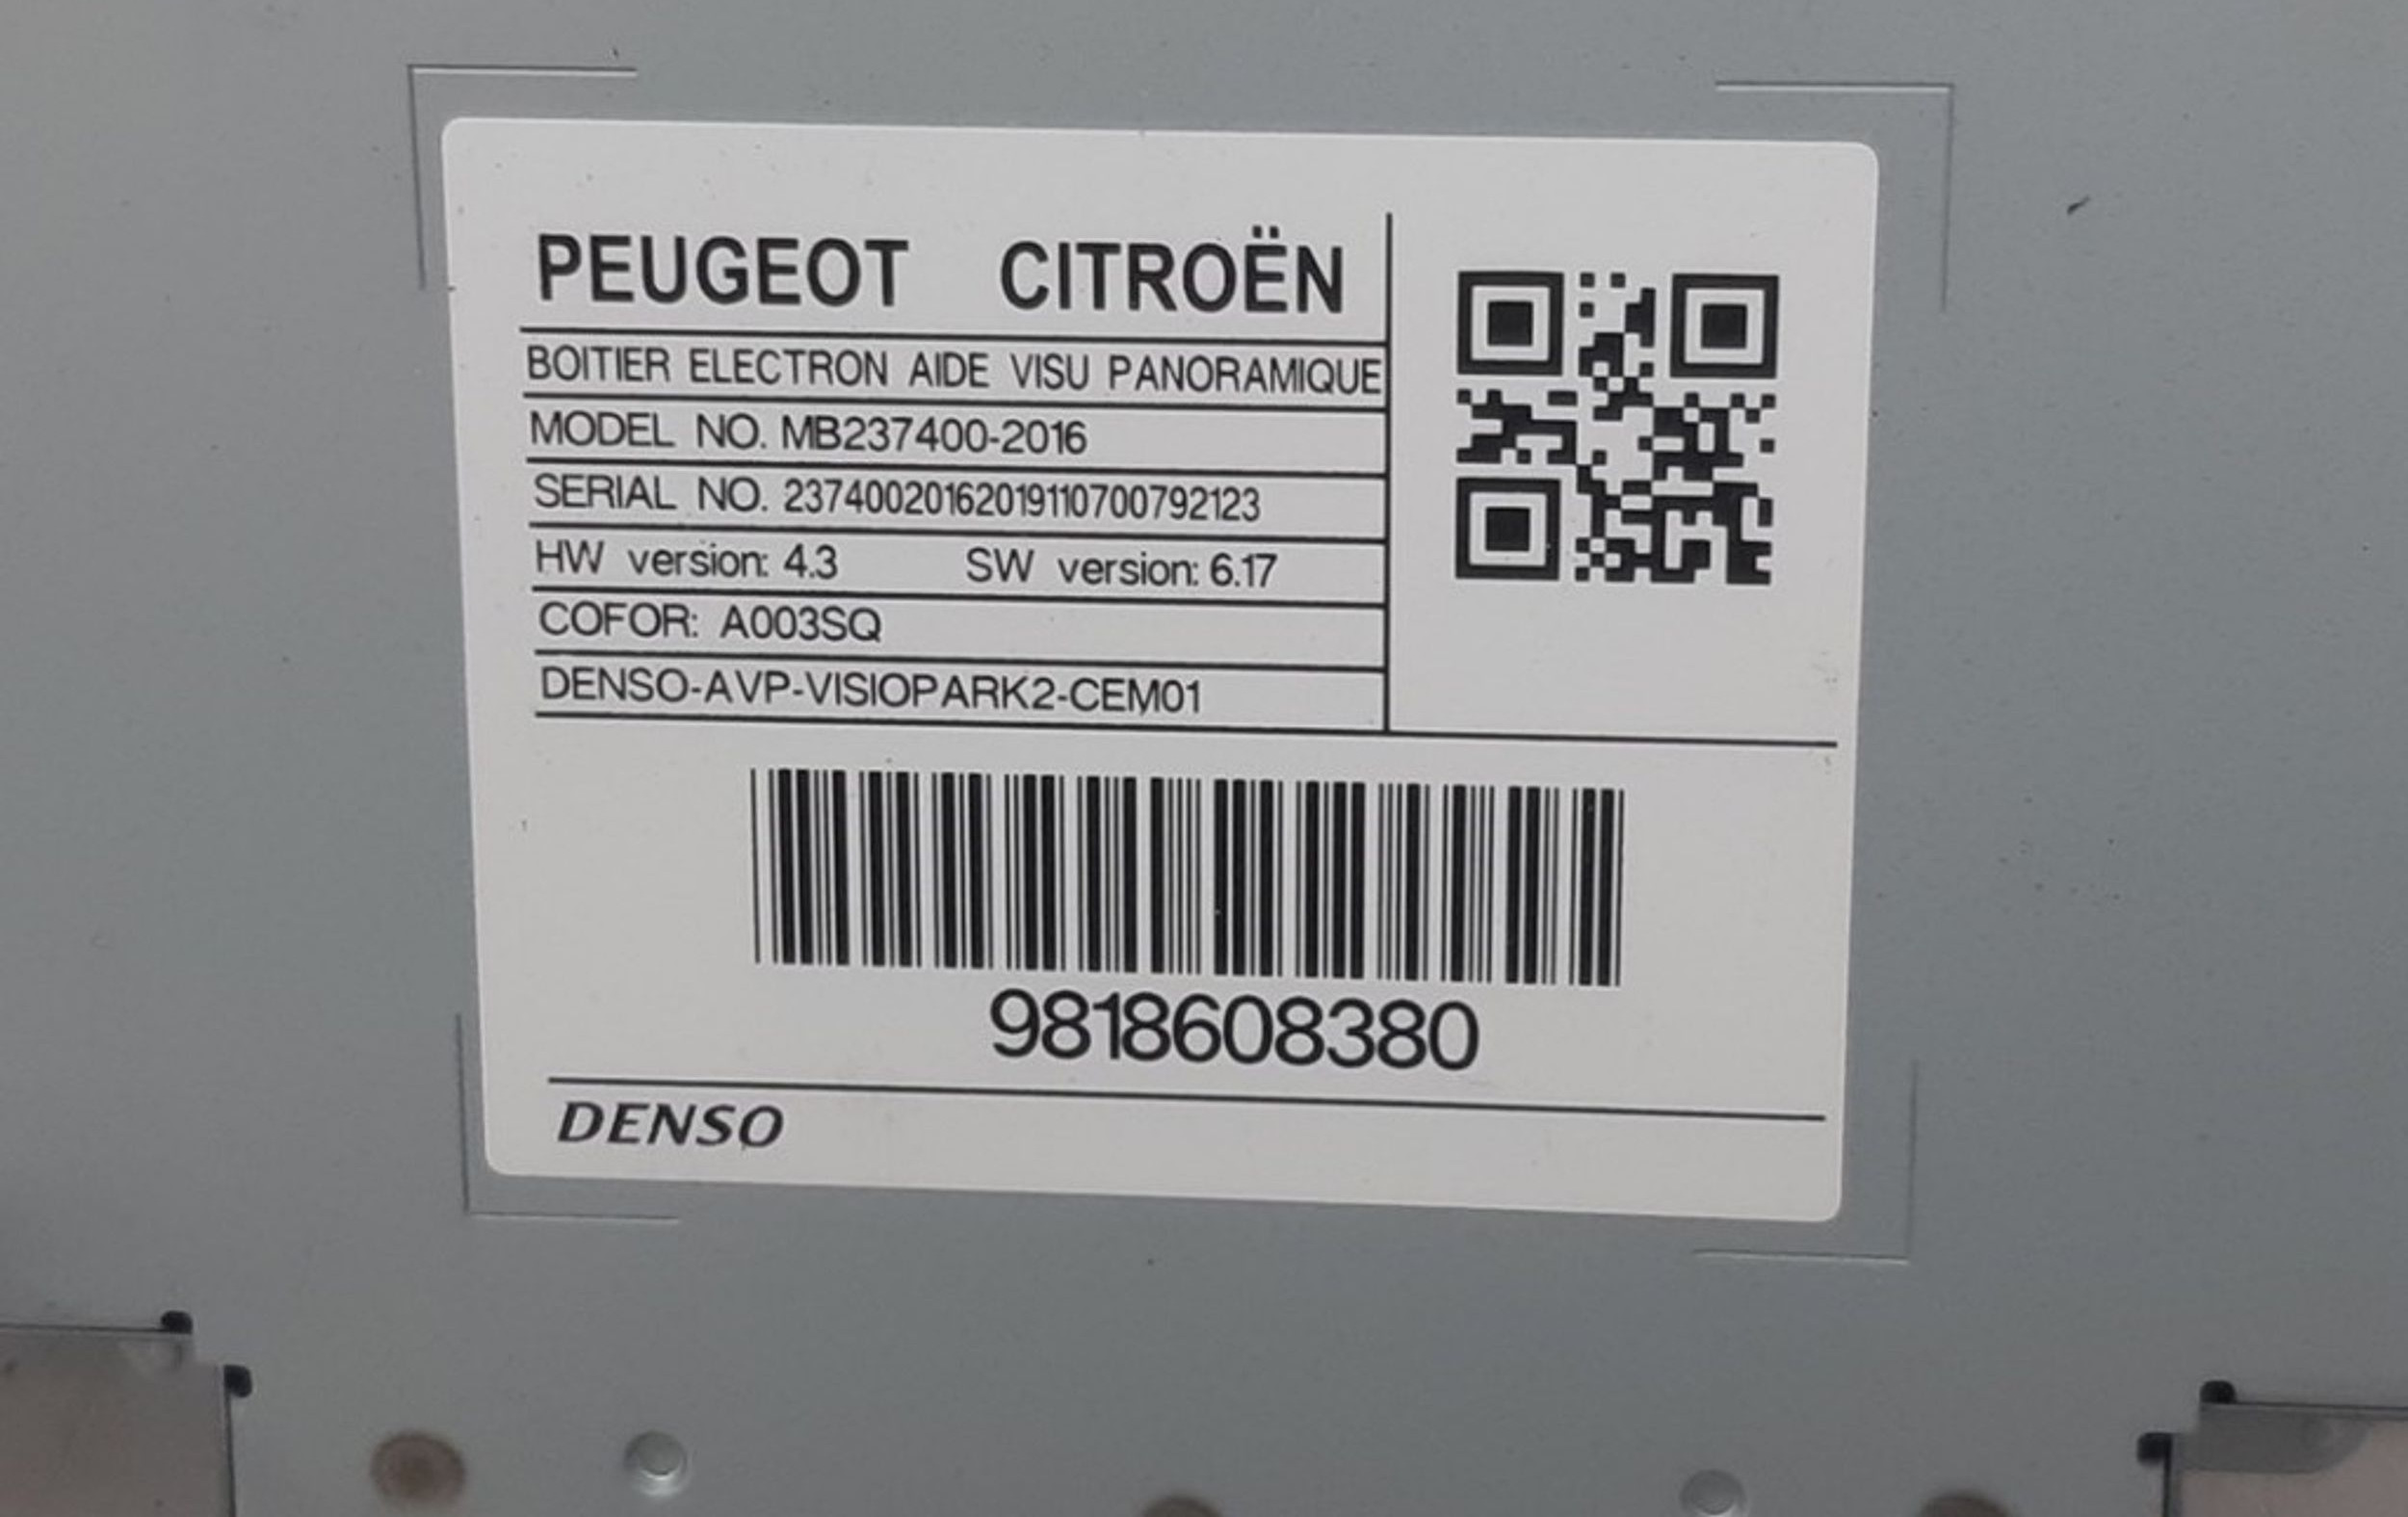 PEUGEOT CITROËN
BOITIER ELECTRON AIDE VISU PANORAMIQUE
MODEL NO. MB237400-2016
SERIAL NO. 23740020162019110700792123
HW version: 4.3 SW version: 6.17
COFOR: A003SQ
DENSO-AVP-VISIOPARK2-CEM01
9818608380
DENSO